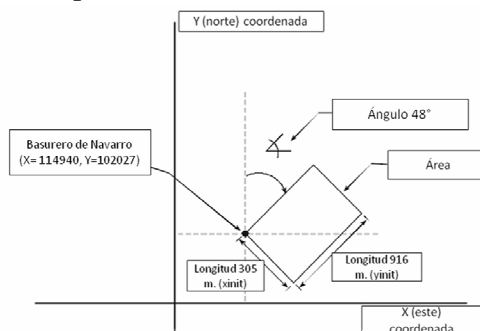 Y (norte) coordenada
Ángulo 48°
Basurero de Navarro
(X= 114940, Y=102027)
Área
Longitud 305
m. (xinit)
Longitud 916
m. (yinit)
X (este)
coordenada